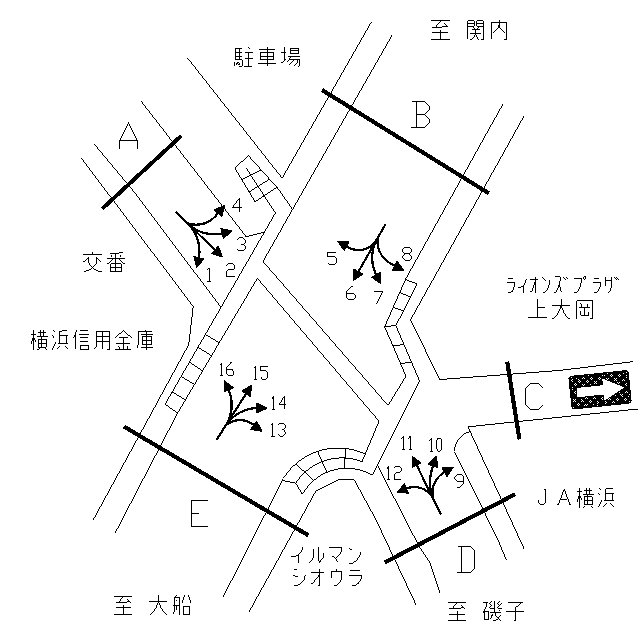 至 関内
駐車場
B
A
4
3
2
1
交番
5
6
7
8
ﾗｲｵﾝｽﾞﾌﾟﾗｻﾞ
上大岡
横浜信用金庫
C
16
15
14
13
11
10
12
9
E
JA横浜
D
イルマン
シオウラ
至 大船
至 磯子